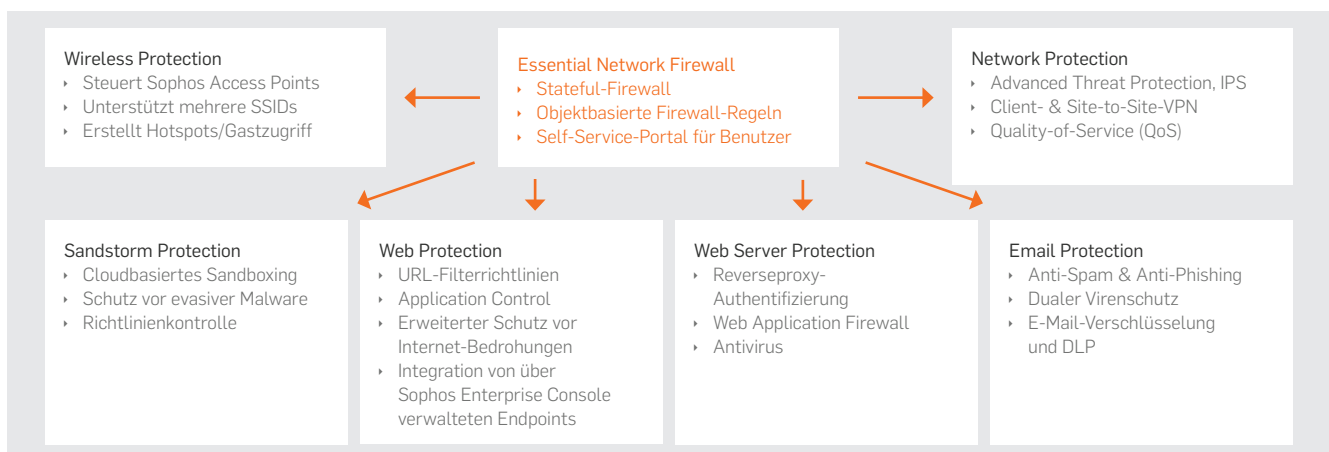 Wireless Protection
‣ Steuert Sophos Access Points
‣ Unterstützt mehrere SSIDs
‣ Erstellt Hotspots/Gastzugriff
Essential Network Firewall
‣ Stateful-Firewall
‣ Objektbasierte Firewall-Regeln
‣ Self-Service-Portal für Benutzer
Network Protection
‣ Advanced Threat Protection, IPS
‣ Client- & Site-to-Site-VPN
‣ Quality-of-Service (QoS)
Sandstorm Protection
‣ Cloudbasiertes Sandboxing
‣ Schutz vor evasiver Malware
‣ Richtlinienkontrolle
Web Protection
‣ URL-Filterrichtlinien
‣ Application Control
‣ Erweiterter Schutz vor
Internet-Bedrohungen
‣ Integration von über
Sophos Enterprise Console
verwalteten Endpoints
Web Server Protection
‣ Reverseproxy-
Authentifizierung
‣ Web Application Firewall
‣ Antivirus
Email Protection
‣ Anti-Spam & Anti-Phishing
‣ Dualer Virenschutz
‣ E-Mail-Verschlüsselung
und DLP